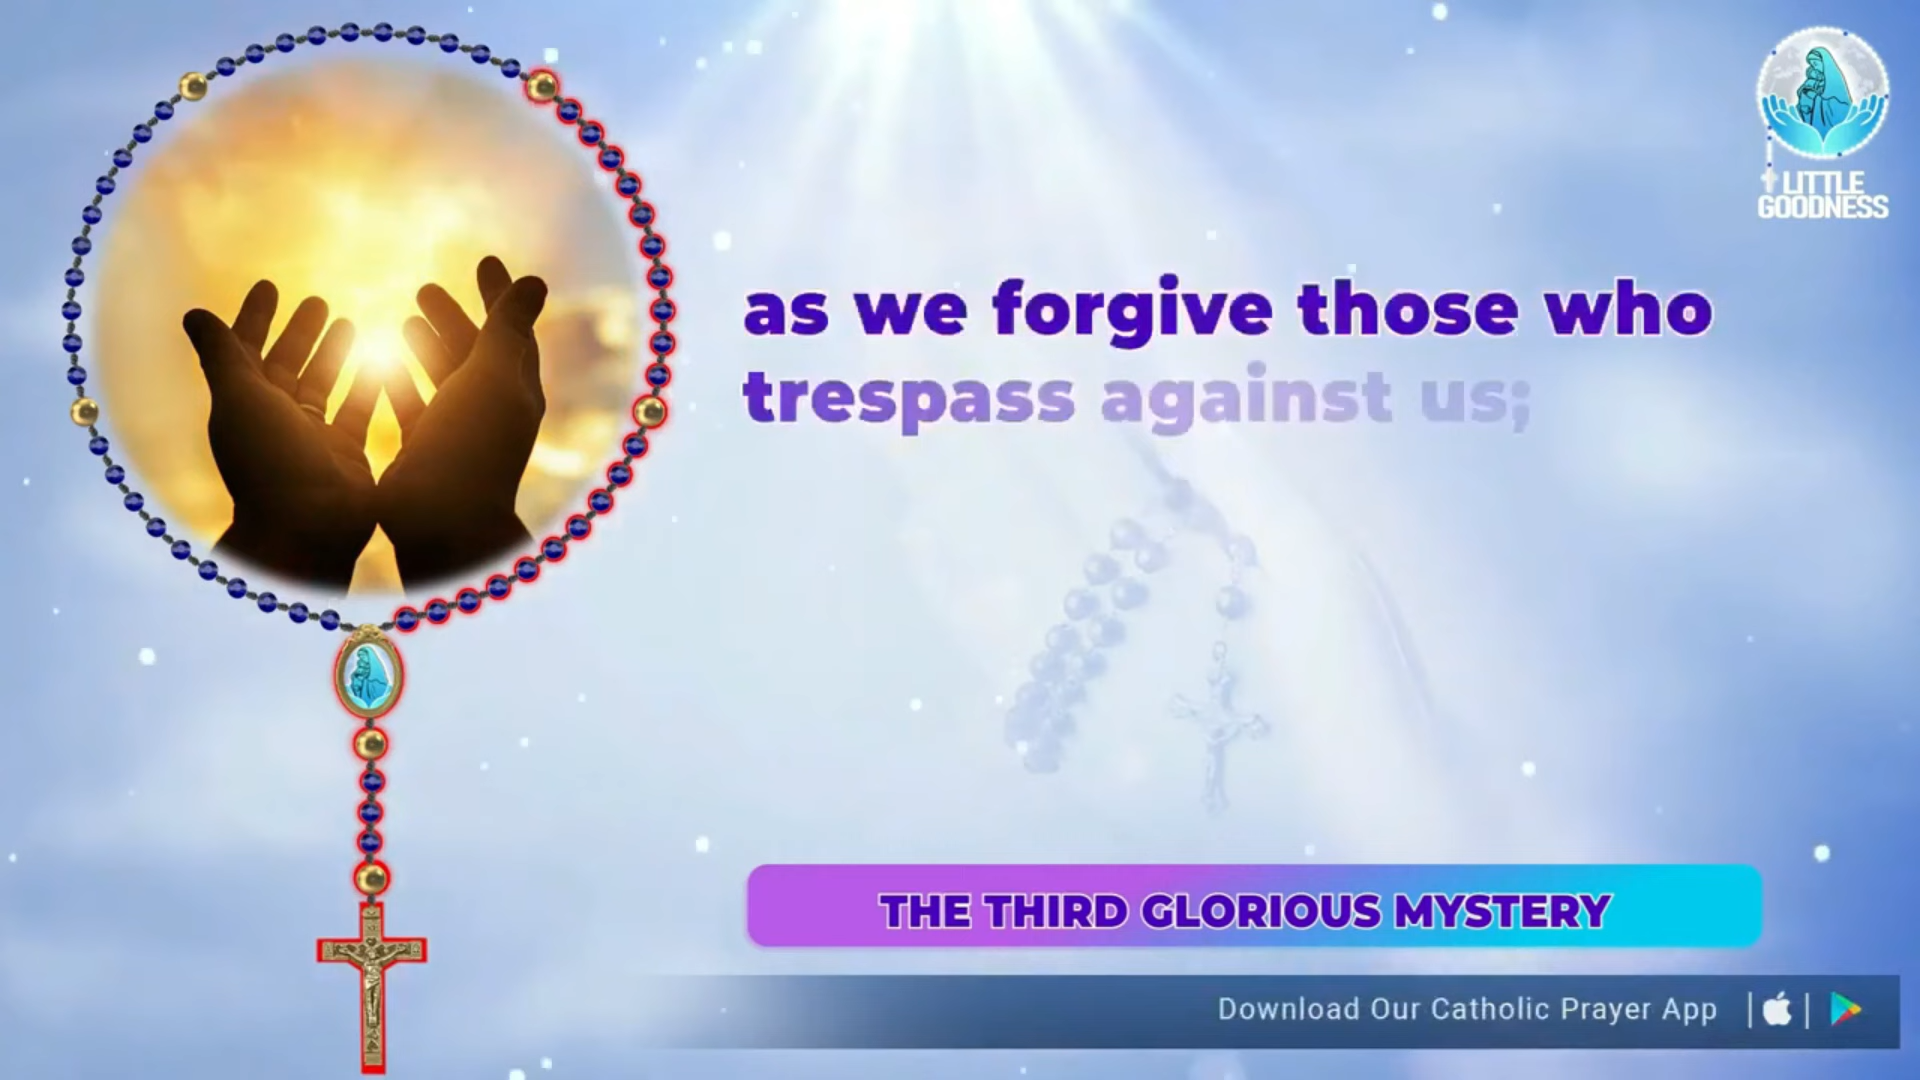 LITTLE
GOODNESS
as we forgive those who
trespass against us;
THE THIRD GLORIOUS MYSTERY
Download Our Catholic Prayer App